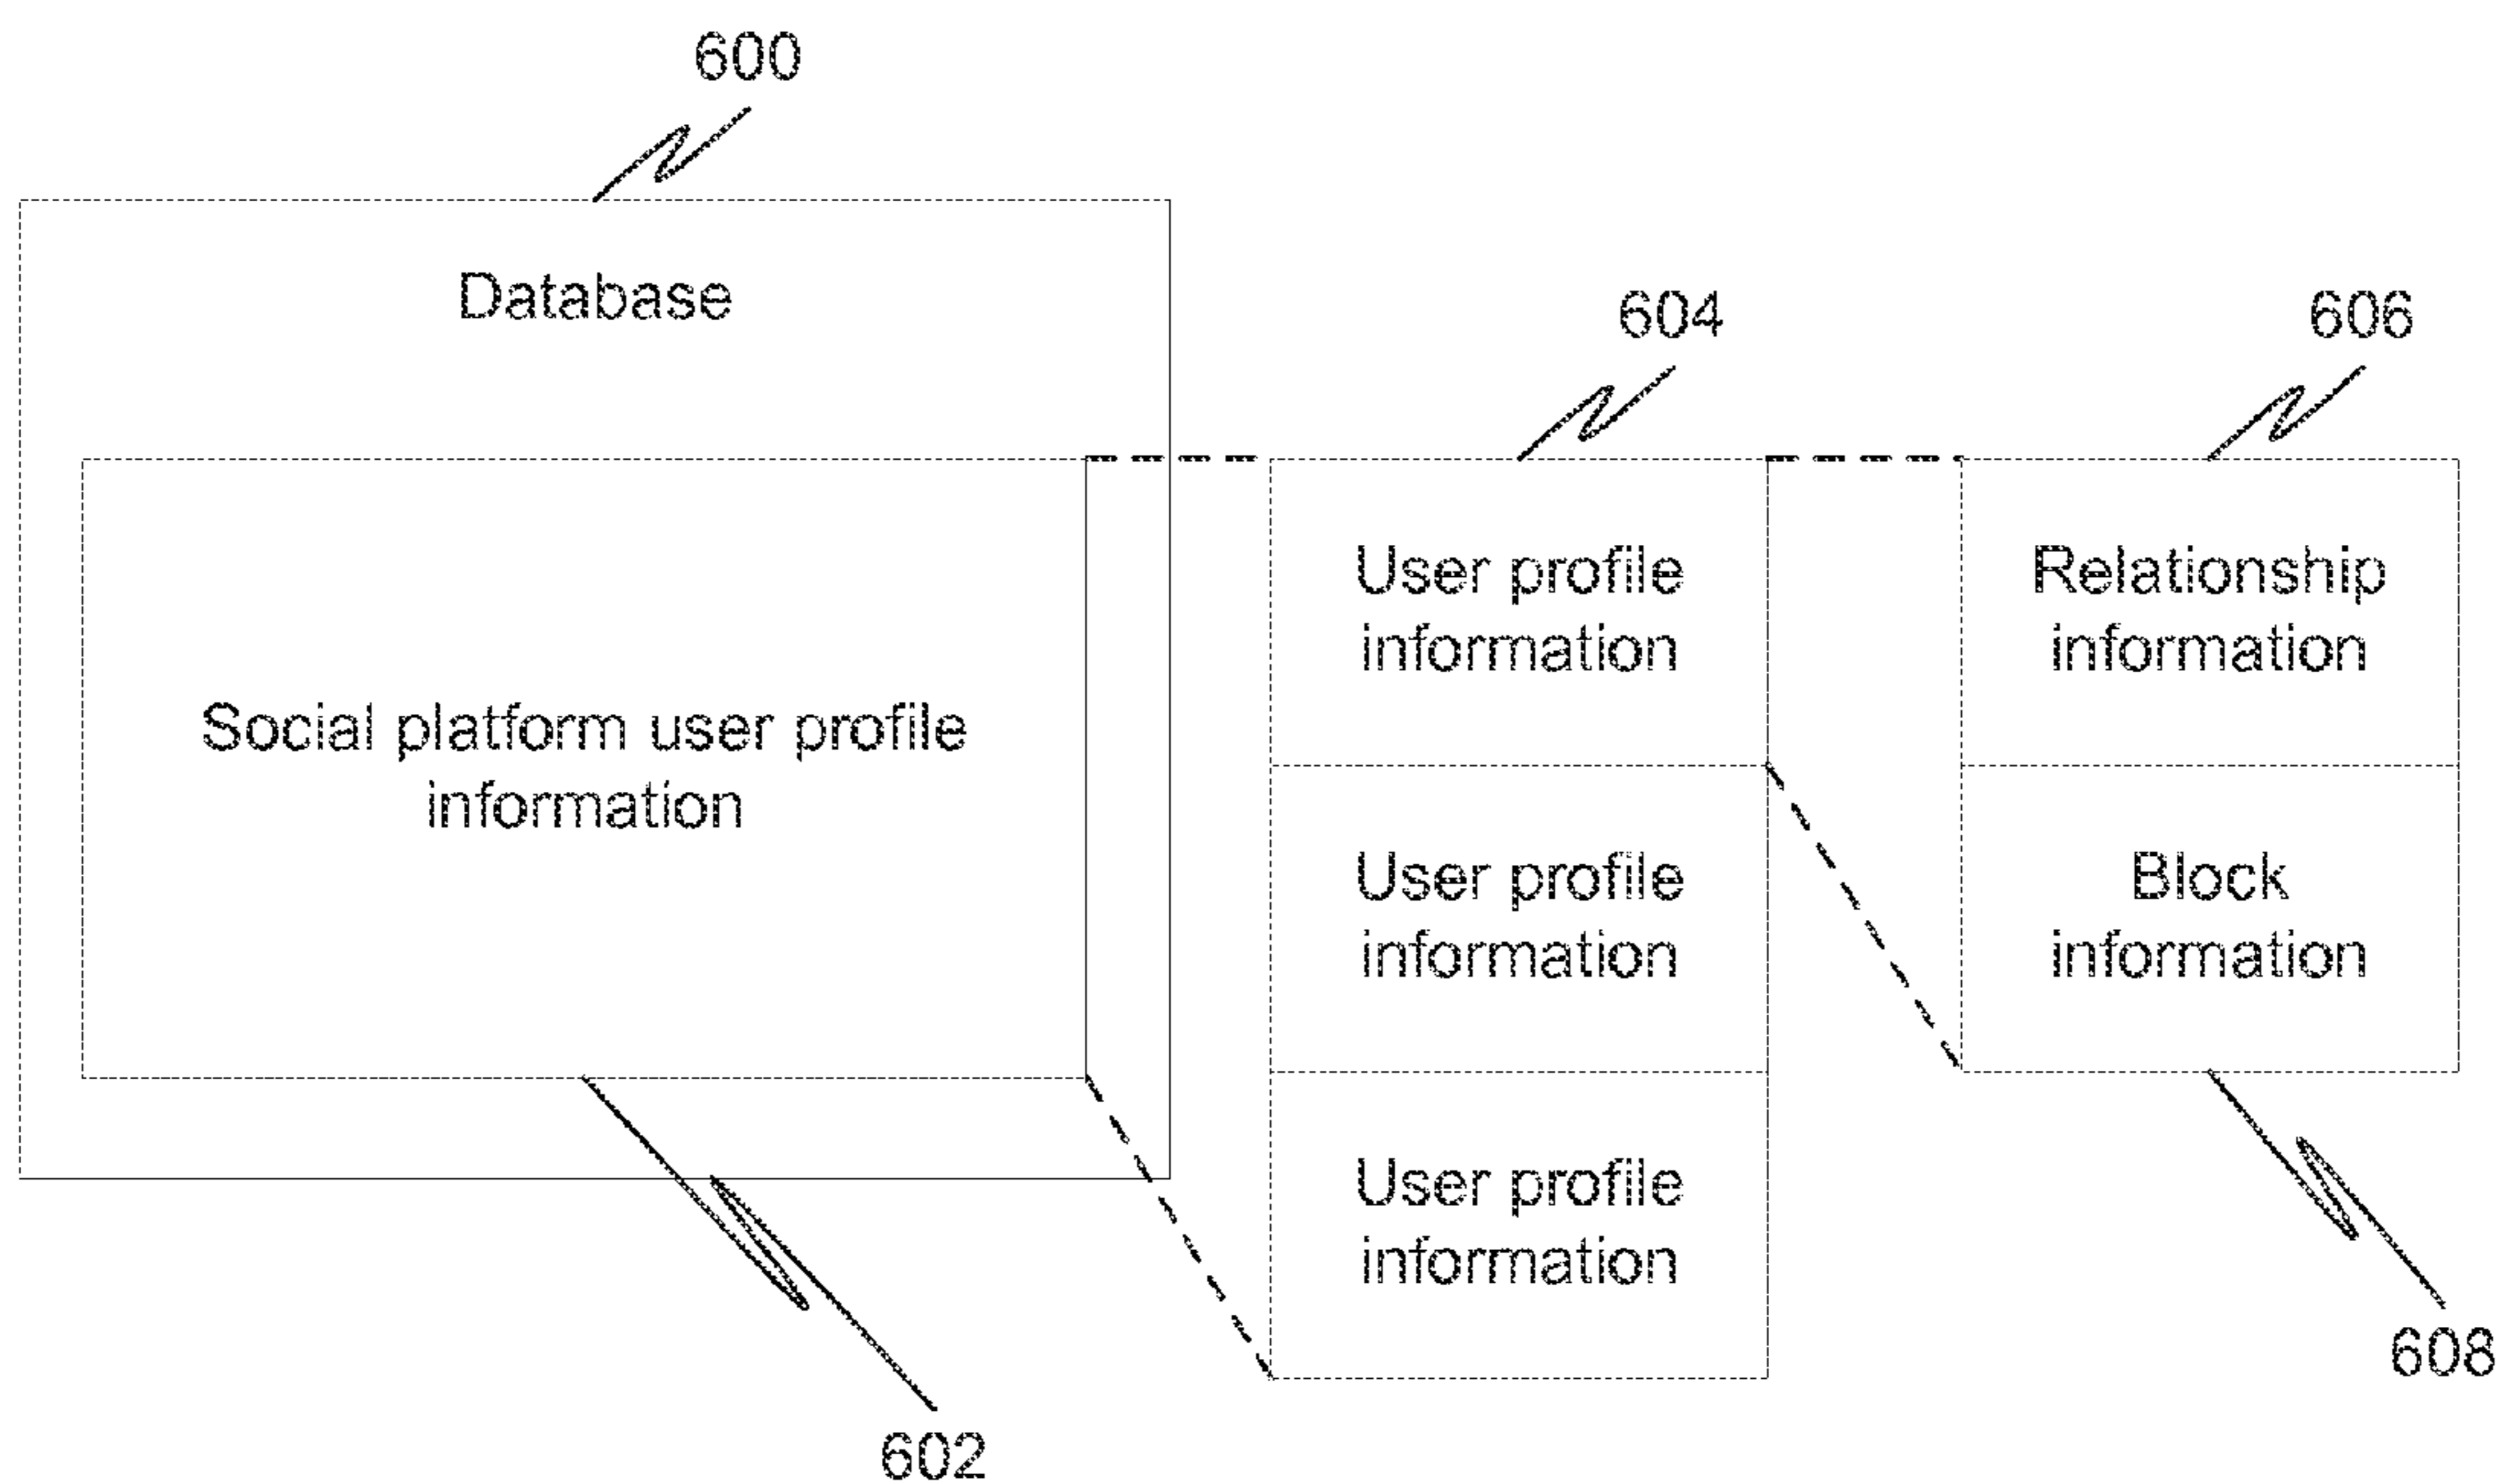 600
Database
604
606
Social platform user profile
information
User profile
information
User profile
information
User profile
information
Relationship
information
Block
information
608
602